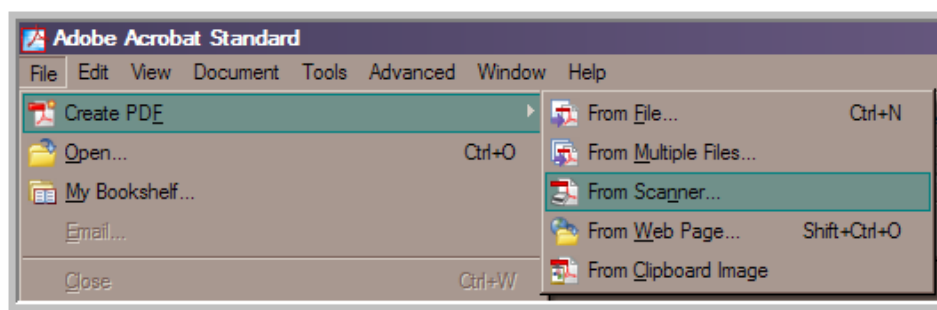 Adobe Acrobat Standard
File Edit View Document Tools Advanced Window Help
Create PDF
Open... Ctrl+O
My Bookshelf...
Email...
Close Ctrl+W
From File... Ctrl+N
From Multiple Files...
From Scanner...
From Web Page... Shift+Ctrl+O
From Clipboard Image